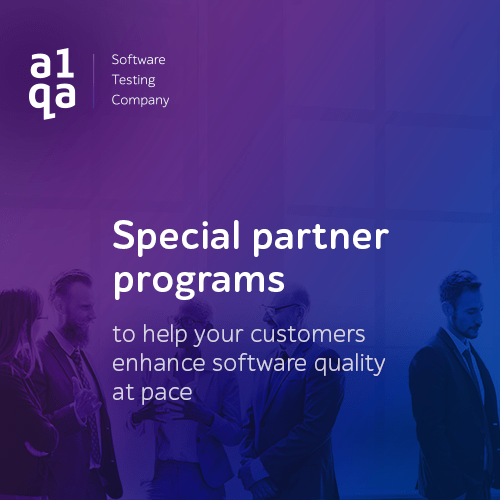 a1
qa
Software
Testing
Company
Special partner
programs
to help your customers
enhance software quality
at pace